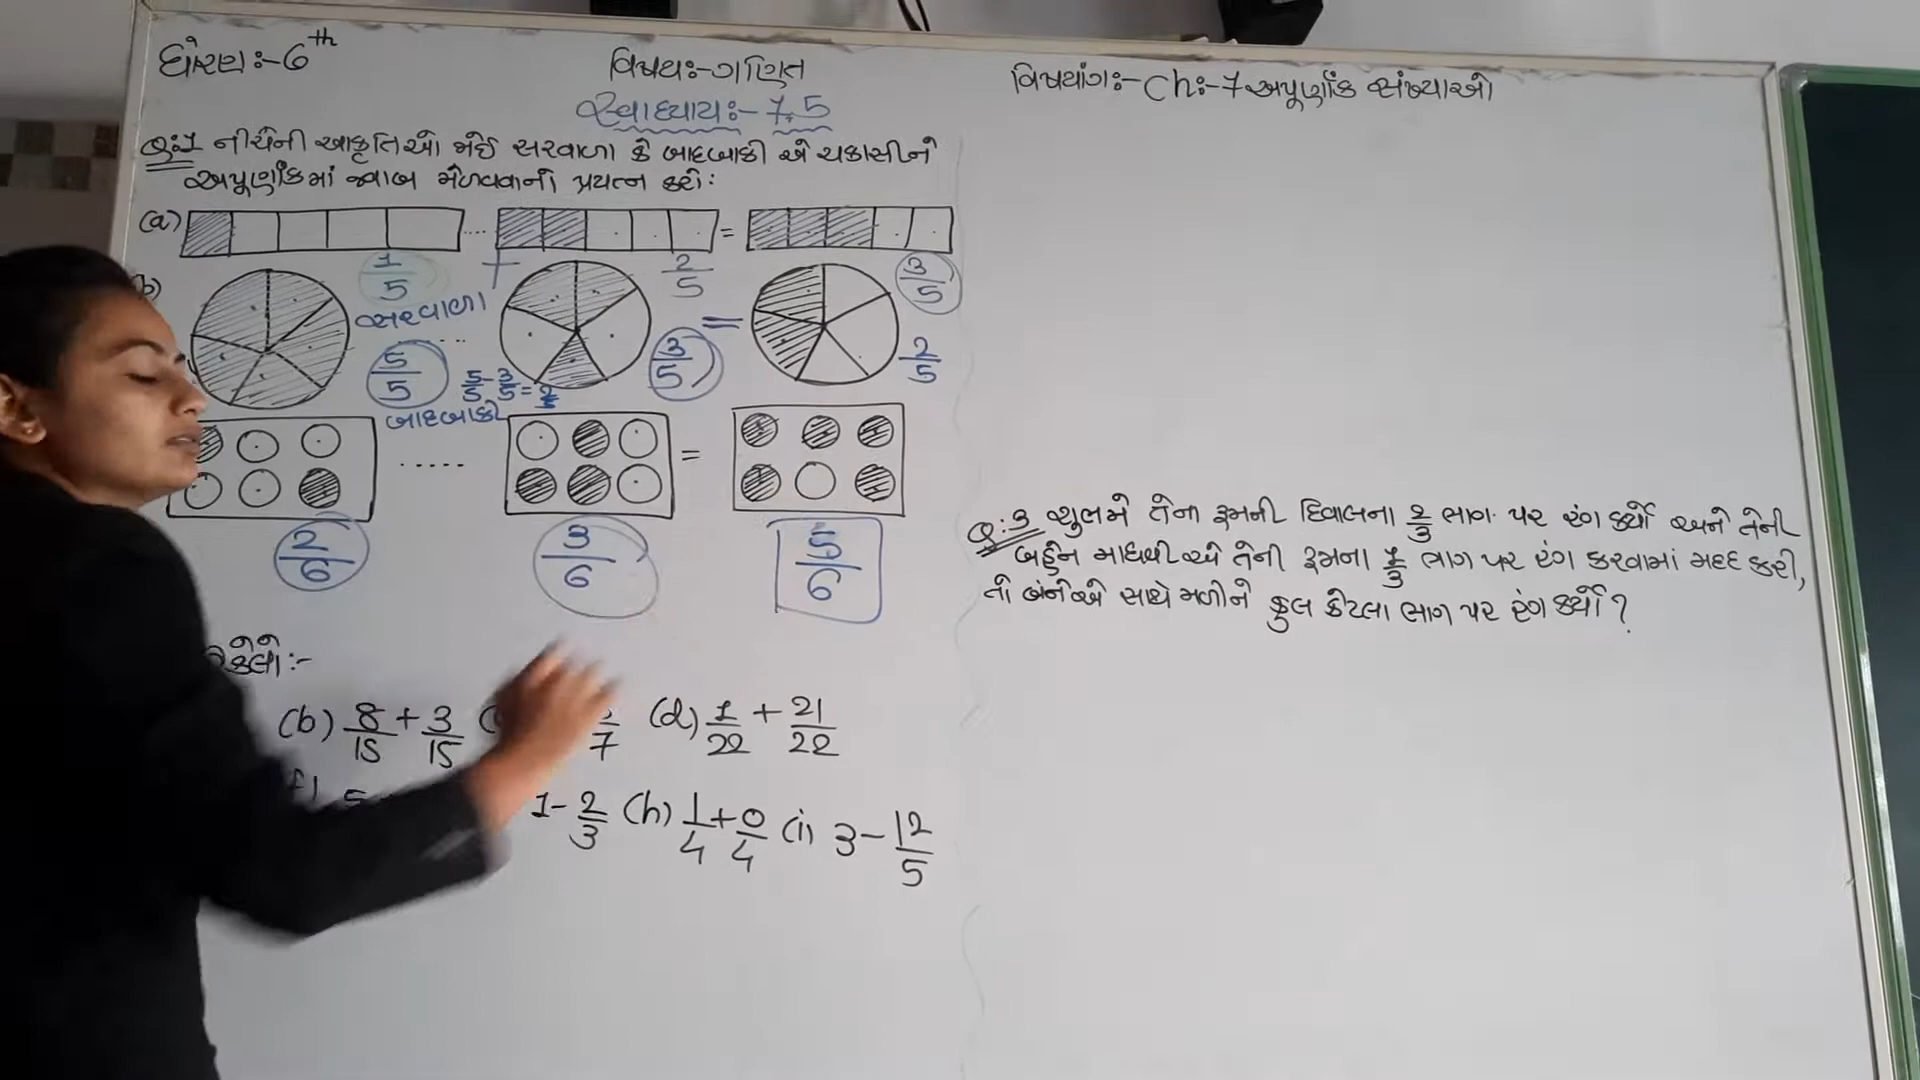 ધોરણ:-6th
વિષય:-ગણિત
વિષયાંગ:-Ch:-7 અપૂર્ણાંક સંખ્યાઓ
સ્વાધ્યાય:- 7.5
Q:1 નીચેની આકૃતિઓ જોઈ સરવાળા કે બાદબાકી એ ચકાસીને
અપૂર્ણાંકમાં જવાબ મેળવવાનો પ્રયત્ન કરો:
(a) ..... =
1/5 + 2/5 3/5
b)
સરવાળા
5/5 ..... 3/5 = 2/5
5/5 - 3/5 = 2/5
બાદબાકી
..... =
2/6 3/6 5/6
ઉકેલો:-
(b) 8/15 + 3/15 7 (d) 1/22 + 21/22
1 - 2/3 (h) 1/4 + 0/4 (i) 3 - 12/5
Q:3 શુભમે તેના રૂમની દિવાલના 2/3 ભાગ પર રંગ કર્યો અને તેની
બહેન માધવીએ તેની રૂમના 1/3 ભાગ પર રંગ કરવામાં મદદ કરી,
તો બંનેએ સાથે મળીને કુલ કેટલા ભાગ પર રંગ કર્યો?